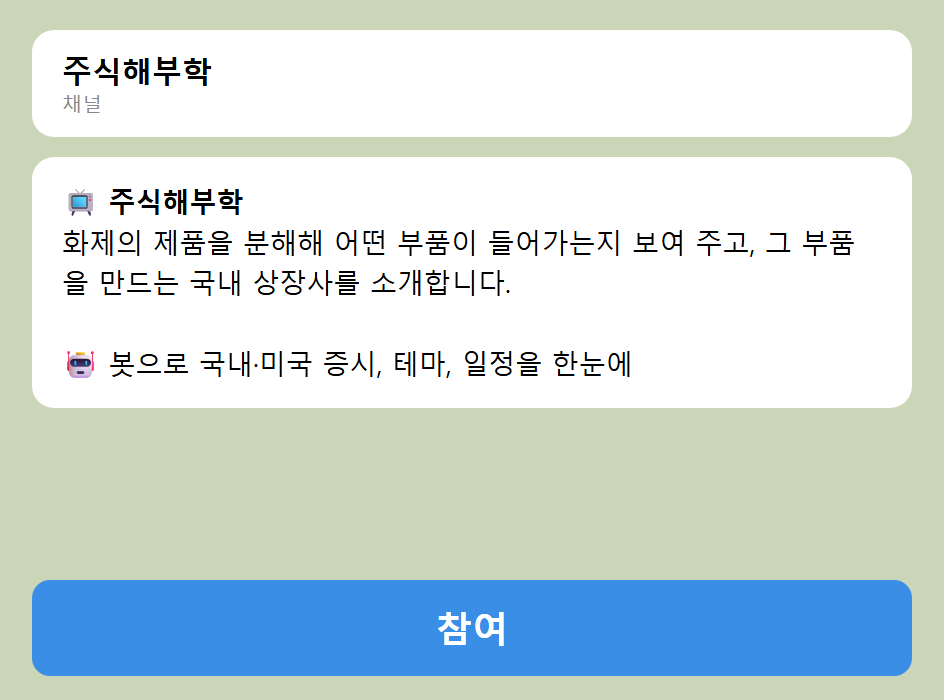 주식해부학
채널
📺 주식해부학
화제의 제품을 분해해 어떤 부품이 들어가는지 보여 주고, 그 부품
을 만드는 국내 상장사를 소개합니다.
🤖 봇으로 국내·미국 증시, 테마, 일정을 한눈에
참여